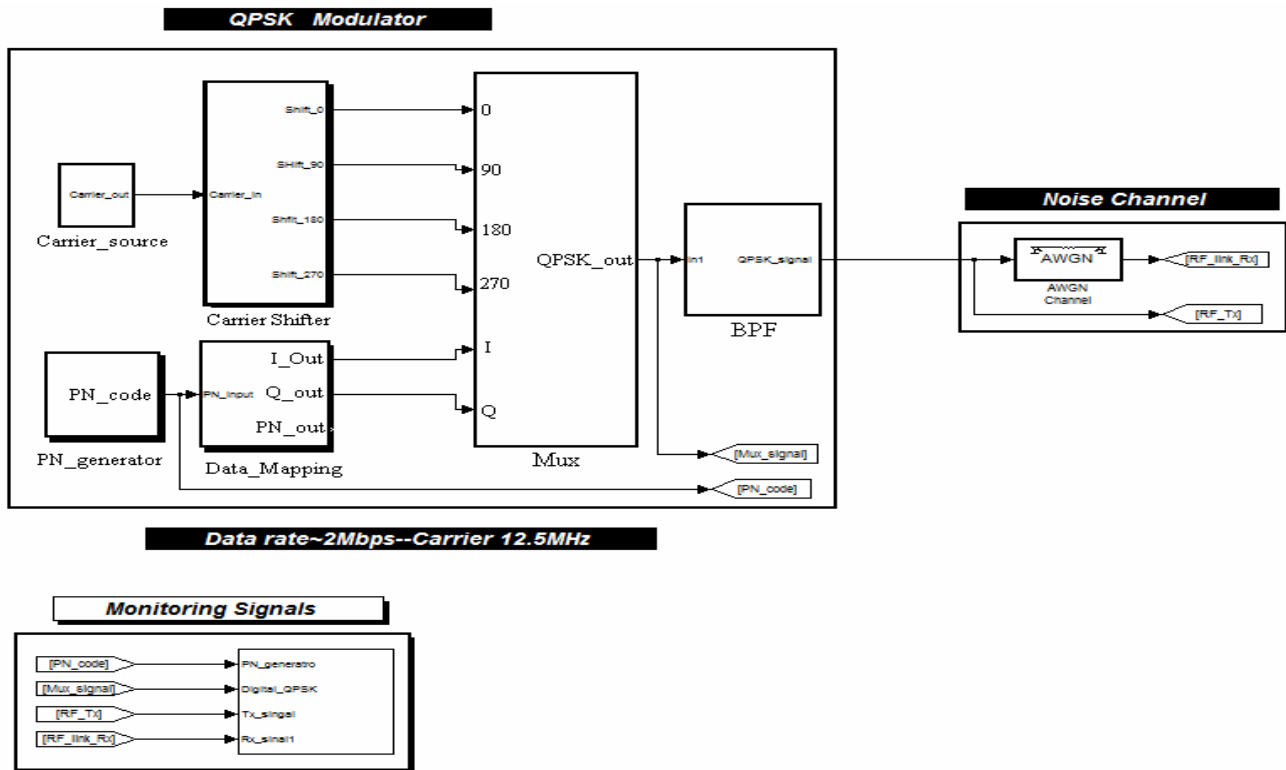 QPSK Modulator
Carrier_out
Carrier_source
Carrier_in
Shift_0
SHift_90
Shfit_180
Shift_270
Carrier Shifter
PN_code
PN_generator
PN_input
I_Out
Q_out
PN_out
Data_Mapping
0
90
180
270
I
Q
QPSK_out
Mux
In1
QPSK_signal
BPF
[Mux_signal]
[PN_code]
Noise Channel
AWGN
AWGN
Channel
[RF_link_Rx]
[RF_Tx]
Data rate~2Mbps--Carrier 12.5MHz
Monitoring Signals
[PN_code]
[Mux_signal]
[RF_Tx]
[RF_link_Rx]
PN_generatro
Digital_QPSK
Tx_singal
Rx_sinal1